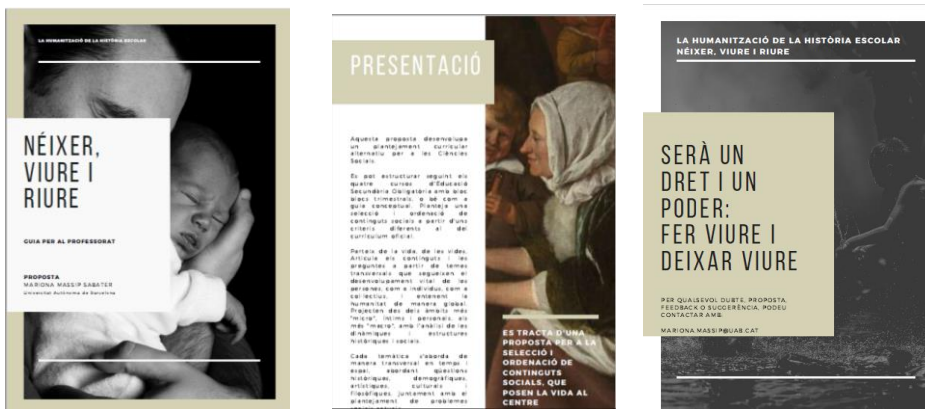 LA HUMANITZACIÓ DE LA HISTÒRIA ESCOLAR
NÉIXER,
VIURE I
RIURE
GUIA PER AL PROFESSORAT
PROPOSTA
MARIONA MASSIP SABATER
Universitat Autònoma de Barcelona
PRESENTACIÓ
Aquesta proposta desenvolupa
un plantejament curricular
alternatiu per a les Ciències
Socials.
Es pot estructurar seguint els
quatre cursos d'Educació
Secundària Obligatòria amb bloc
blocs trimestrals, o bé com a
guia conceptual. Planteja una
selecció i ordenació de
continguts socials a partir d'uns
criteris diferents al del
currículum oficial.
Parteix de la vida, de les vides.
Articula els continguts i les
preguntes a partir de temes
transversals que segueixen el
desenvolupament vital de les
persones, com a individus, com a
col·lectius, i entenent la
humanitat de manera global.
Projecten des dels àmbits més
"micro", íntims i personals, als
més "macro", amb l'anàlisi de les
dinàmiques i estructures
històriques i socials.
Cada temàtica s'aborda de
manera transversal en temps i
espai, abordant qüestions
històriques, demogràfiques,
artístiques, culturals i
filosòfiques, juntament amb el
plantejament de problemes
ES TRACTA D'UNA
PROPOSTA PER A LA
SELECCIÓ I
ORDENACIÓ DE
CONTINGUTS
SOCIALS, QUE
POSEN LA VIDA AL
CENTRE
LA HUMANITZACIÓ DE LA HISTÒRIA ESCOLAR
NÉIXER, VIURE I RIURE
SERÀ UN
DRET I UN
PODER:
FER VIURE I
DEIXAR VIURE
PER QUALSEVOL DUBTE, PROPOSTA,
FEEDBACK O SUGGERÈNCIA, PODEU
CONTACTAR AMB:
MARIONA.MASSIP@UAB.CAT